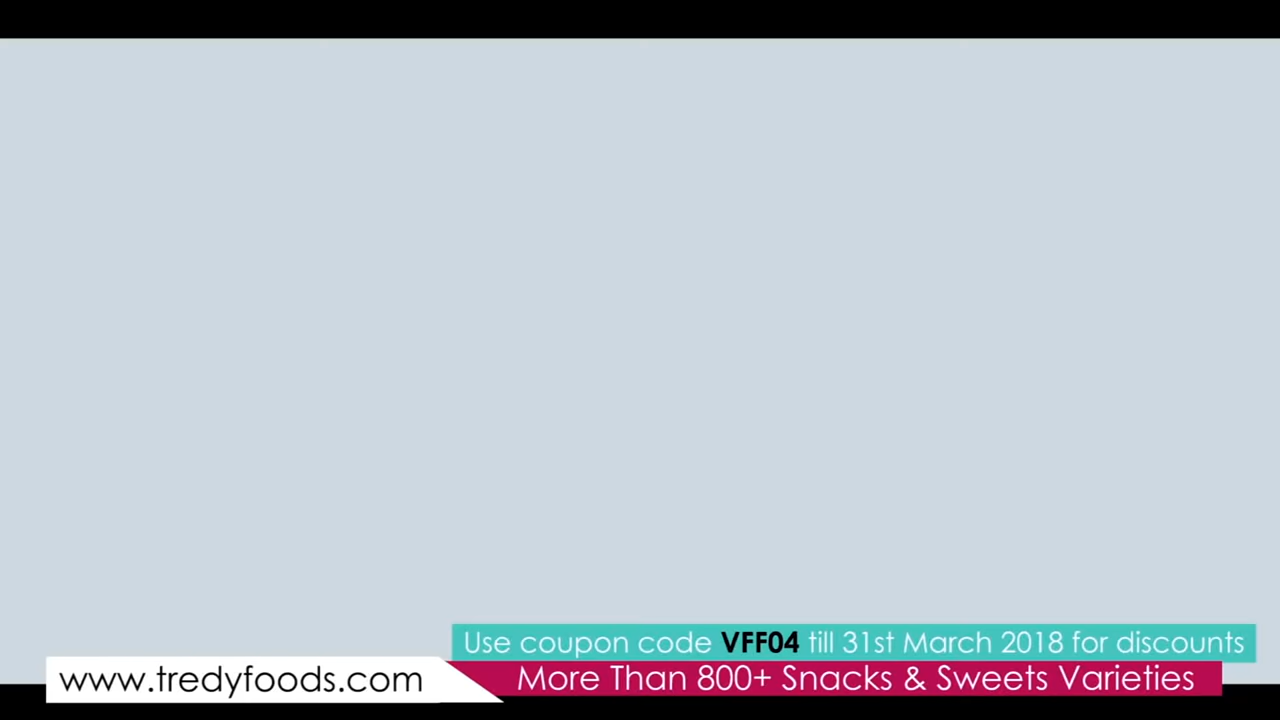 Use coupon code VFF04 till 31st March 2018 for discounts
www.tredyfoods.com
More Than 800+ Snacks & Sweets Varieties